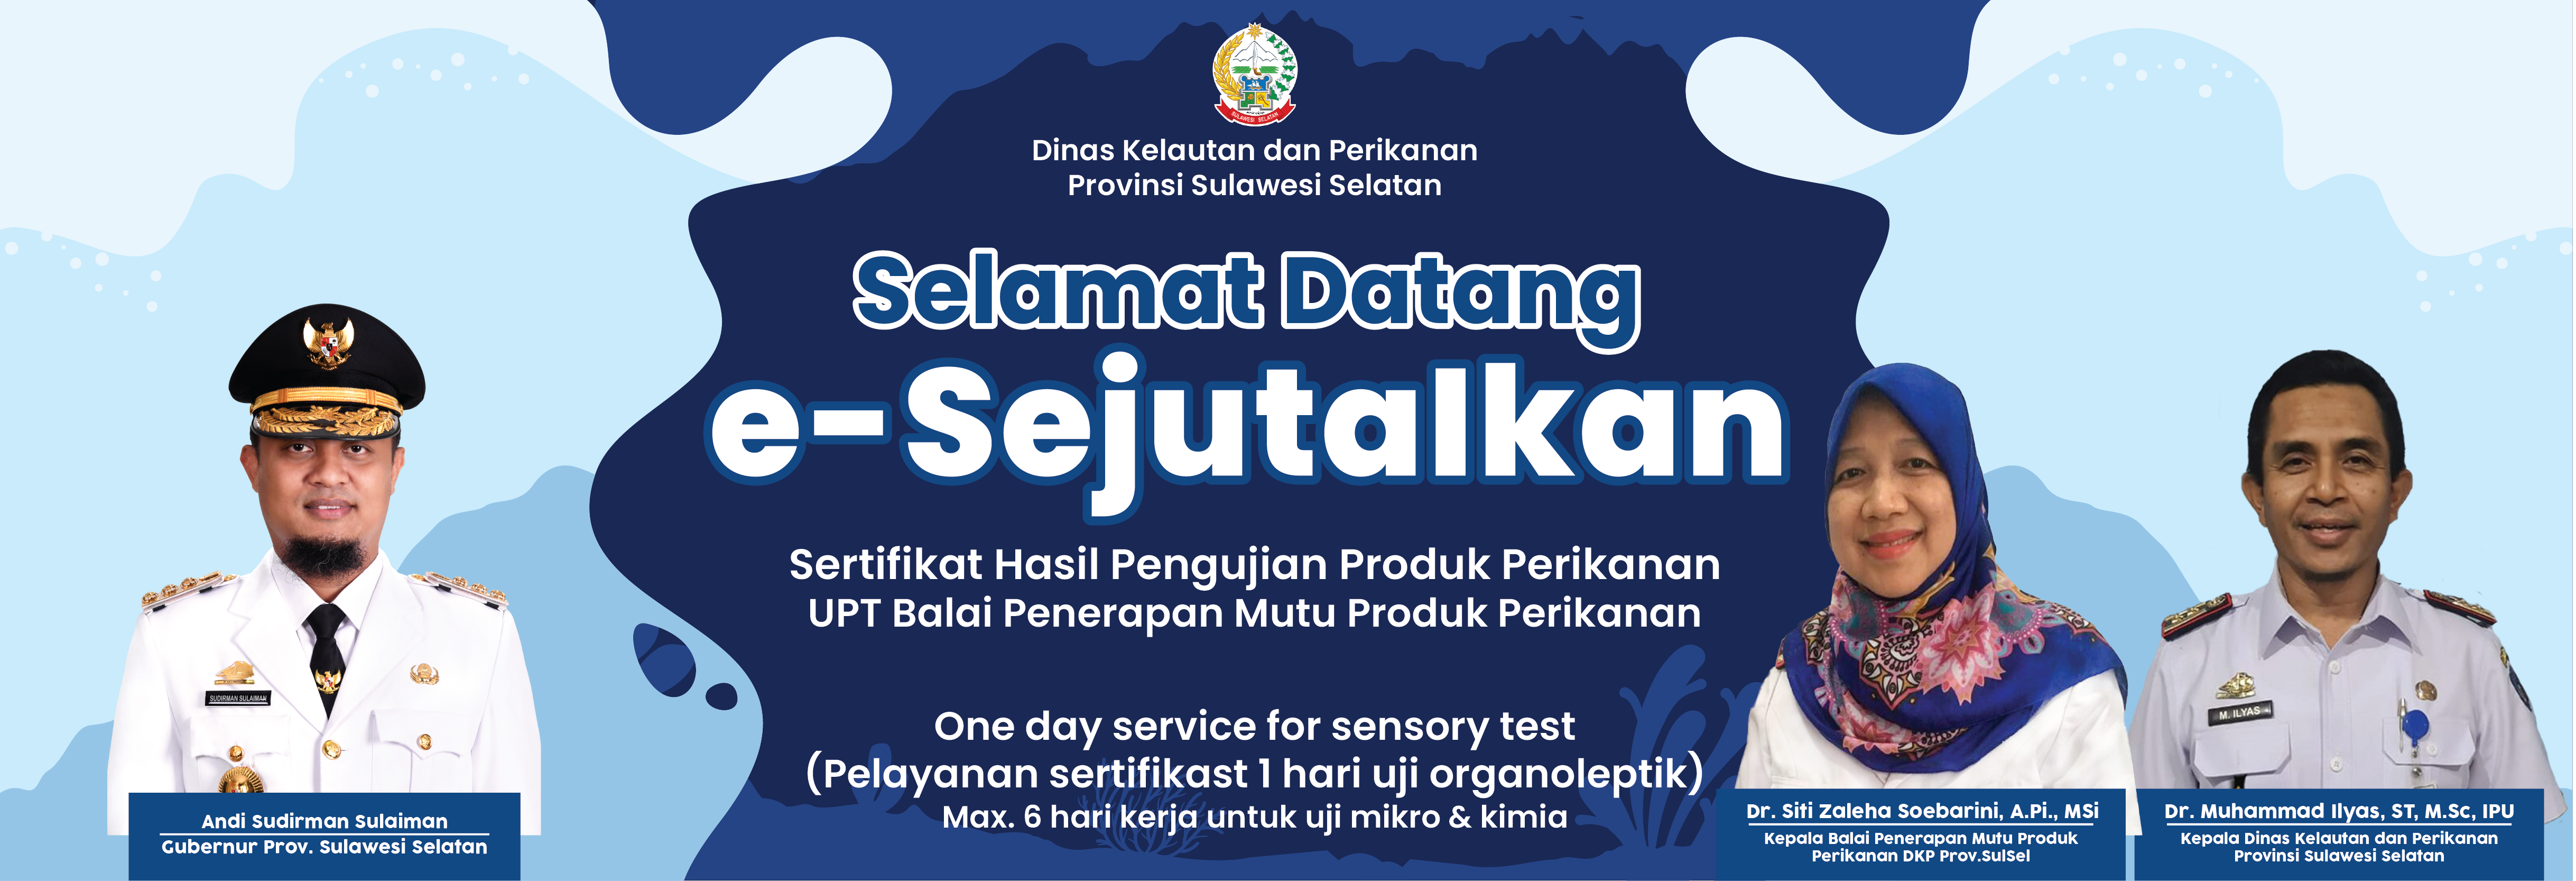 SULAWESI SELATAN
Dinas Kelautan dan Perikanan
Provinsi Sulawesi Selatan
Selamat Datang
e-Sejutalkan
Sertifikat Hasil Pengujian Produk Perikanan
UPT Balai Penerapan Mutu Produk Perikanan
One day service for sensory test
(Pelayanan sertifikast 1 hari uji organoleptik)
Max. 6 hari kerja untuk uji mikro & kimia
SUDIRMAN SULAIMAN
Andi Sudirman Sulaiman
Gubernur Prov. Sulawesi Selatan
Dr. Siti Zaleha Soebarini, A.Pi., MSi
Kepala Balai Penerapan Mutu Produk
Perikanan DKP Prov.SulSel
M. ILYAS
Dr. Muhammad Ilyas, ST, M.Sc, IPU
Kepala Dinas Kelautan dan Perikanan
Provinsi Sulawesi Selatan